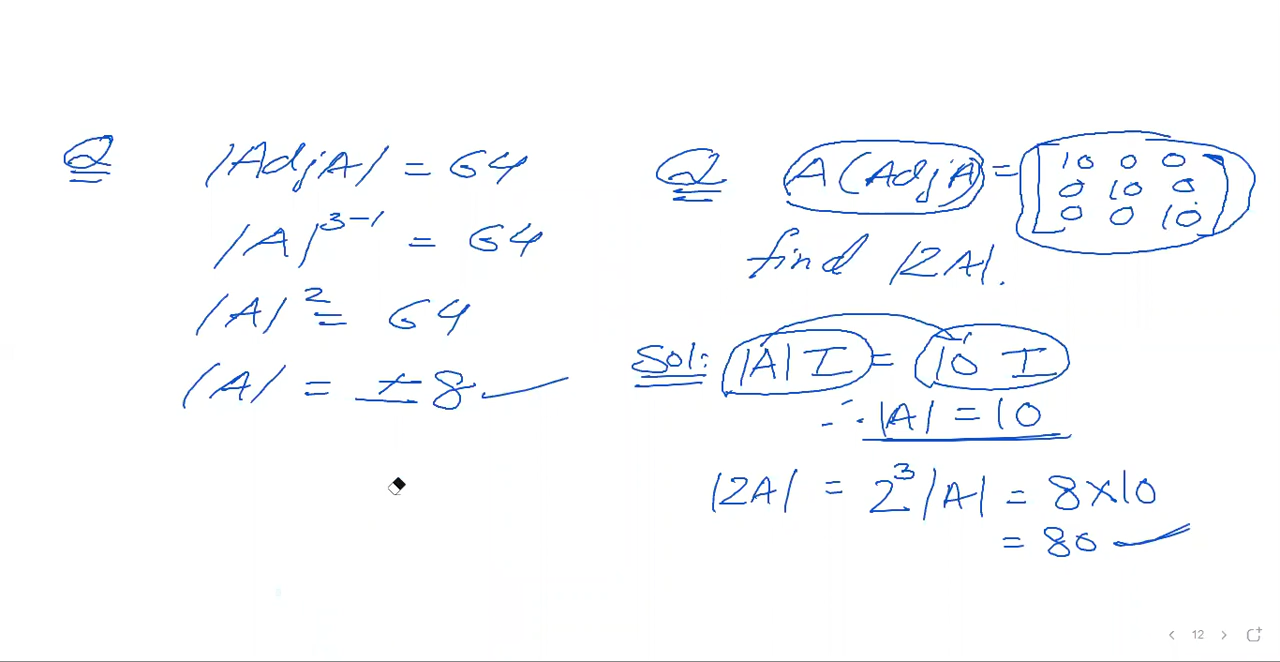 Q |AdjA| = 64
|A|^3-1 = 64
|A|^2 = 64
|A| = ±8 ✓
Q A(AdjA) = [10 0 0
0 10 0
0 0 10]
find |2A|.
Sol: |A| I = 10 I
∴ |A| = 10
|2A| = 2^3 |A| = 8×10
= 80 ✓
< 12 >